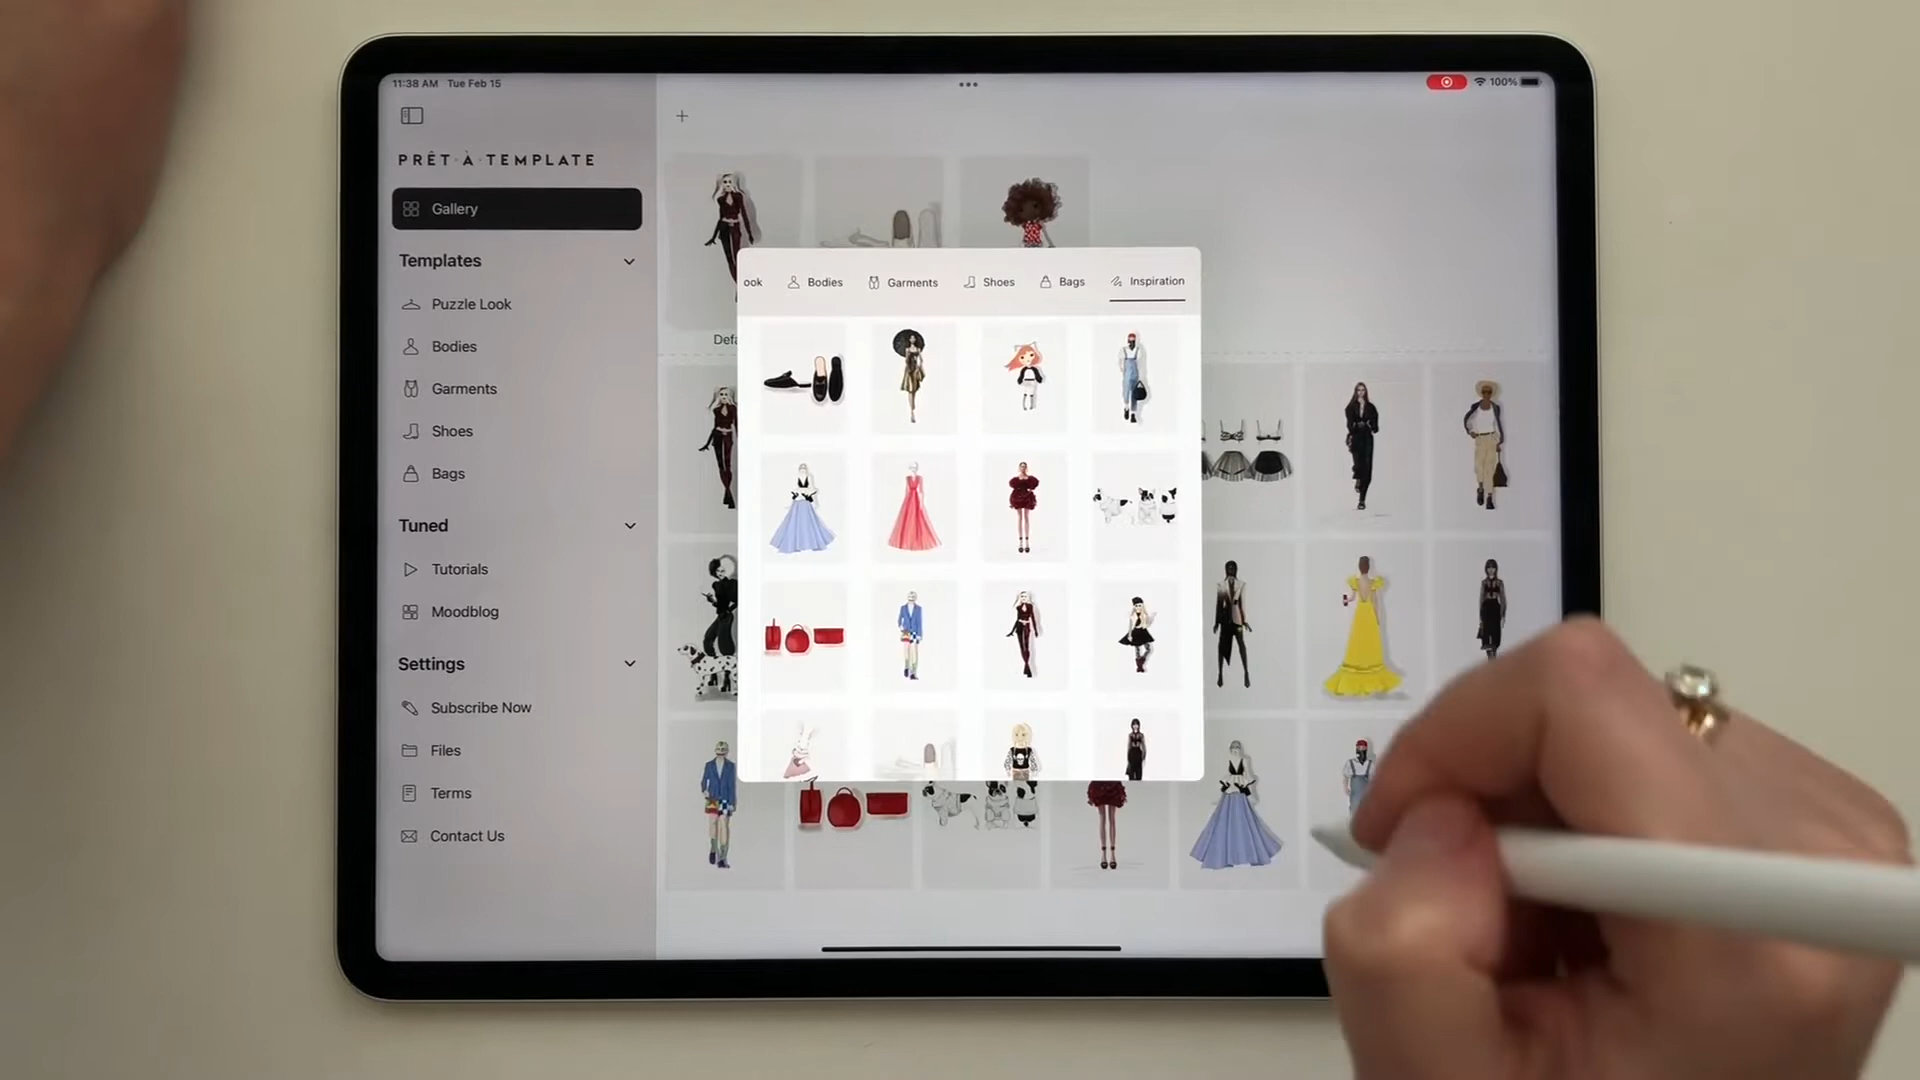 11:38 AM Tue Feb 15
100%
PRÊT·À·TEMPLATE
Gallery
Templates
Puzzle Look
Bodies
Garments
Shoes
Bags
Tuned
Tutorials
Moodblog
Settings
Subscribe Now
Files
Terms
Contact Us
ook
Bodies
Garments
Shoes
Bags
Inspiration
Defa